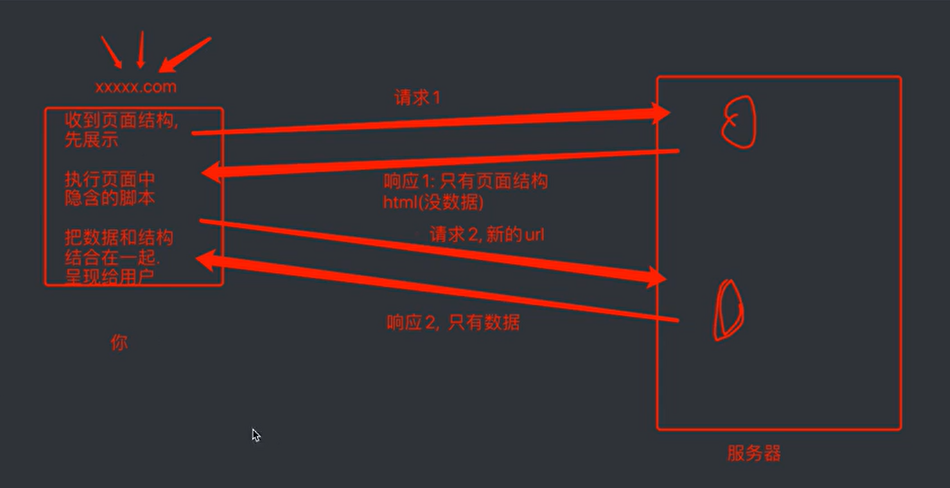 xxxxx.com
收到页面结构,
先展示
执行页面中
隐含的脚本
把数据和结构
结合在一起.
呈现给用户
你
请求1
响应1: 只有页面结构
html(没数据)
请求2, 新的url
响应2, 只有数据
服务器